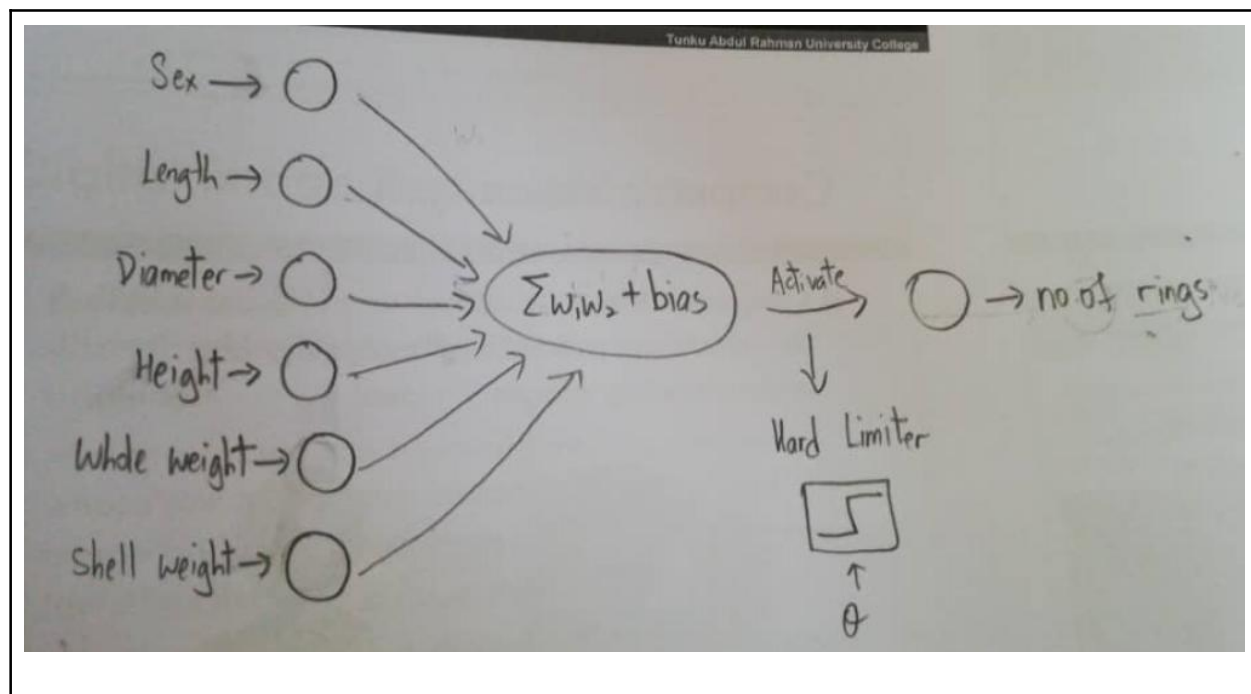 Tunku Abdul Rahman University College
Sex →
Length →
Diameter →
Height →
Whole weight →
Shell weight →
Σw₁w₂ + bias
Activate
→ no of rings
Hard Limiter
θ